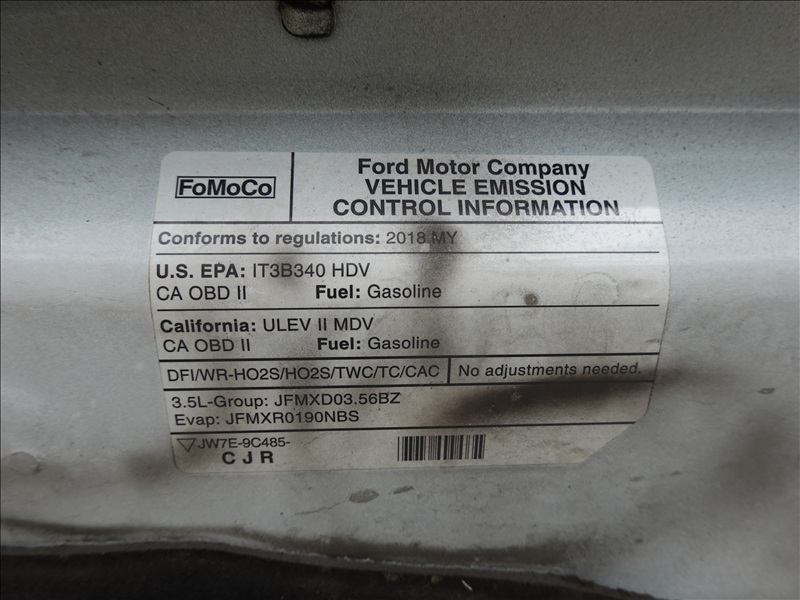 FoMoCo
Ford Motor Company
VEHICLE EMISSION
CONTROL INFORMATION
Conforms to regulations: 2018 MY
U.S. EPA: IT3B340 HDV
CA OBD II Fuel: Gasoline
California: ULEV II MDV
CA OBD II Fuel: Gasoline
DFI/WR-HO2S/HO2S/TWC/TC/CAC No adjustments needed.
3.5L-Group: JFMXD03.56BZ
Evap: JFMXR0190NBS
JW7E-9C485-
CJR